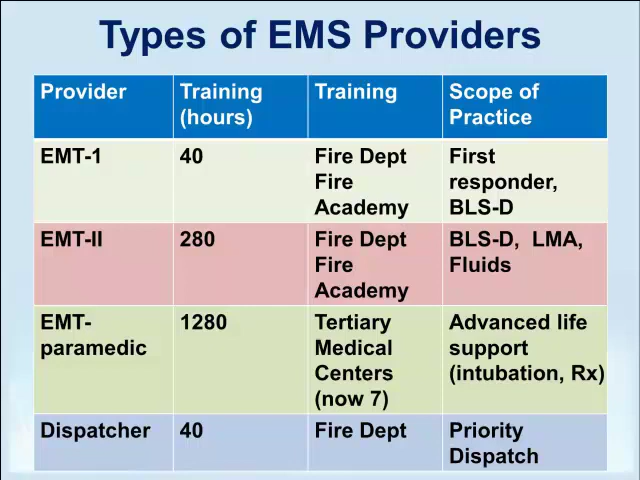 Types of EMS Providers
Provider
Training (hours)
Training
Scope of Practice
EMT-1
40
Fire Dept
Fire
Academy
First
responder,
BLS-D
EMT-II
280
Fire Dept
Fire
Academy
BLS-D, LMA,
Fluids
EMT-
paramedic
1280
Tertiary
Medical
Centers
(now 7)
Advanced life
support
(intubation, Rx)
Dispatcher
40
Fire Dept
Priority
Dispatch